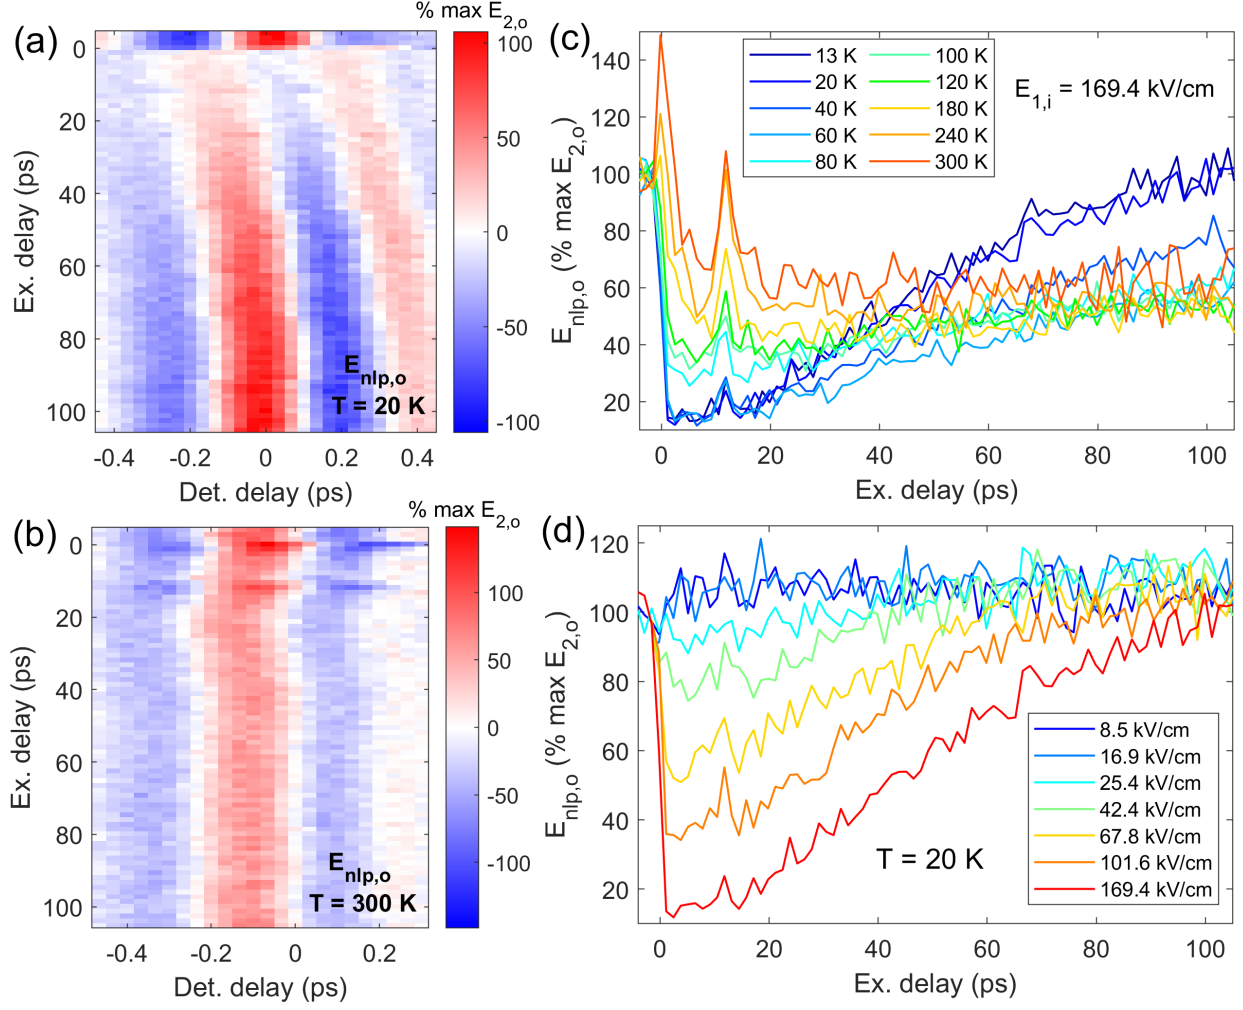 (a)
% max E2,o
0
20
40
60
80
100
Ex. delay (ps)
-0.4
-0.2
0
0.2
0.4
Det. delay (ps)
Enlp,o
T = 20 K
100
50
0
-50
-100
(c)
140
120
100
80
60
40
20
Enlp,o (% max E2,o)
13 K
20 K
40 K
60 K
80 K
100 K
120 K
180 K
240 K
300 K
E1,i = 169.4 kV/cm
0
20
40
60
80
100
Ex. delay (ps)
(b)
% max E2,o
0
20
40
60
80
100
Ex. delay (ps)
-0.4
-0.2
0
0.2
Det. delay (ps)
Enlp,o
T = 300 K
100
50
0
-50
-100
(d)
120
100
80
60
40
20
Enlp,o (% max E2,o)
T = 20 K
8.5 kV/cm
16.9 kV/cm
25.4 kV/cm
42.4 kV/cm
67.8 kV/cm
101.6 kV/cm
169.4 kV/cm
0
20
40
60
80
100
Ex. delay (ps)